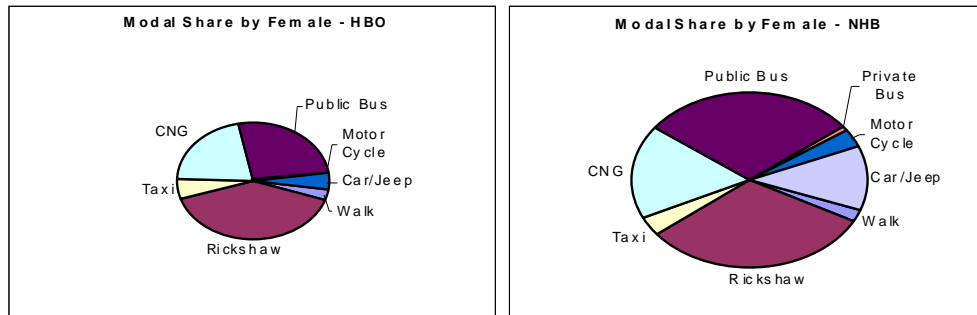 Modal Share by Female - HBO
Public Bus
CNG
Motor
Cycle
Car/Jeep
Taxi
Walk
Rickshaw
Modal Share by Female - NHB
Public Bus
Private
Bus
Motor
Cycle
CNG
Car/Jeep
Walk
Taxi
Rickshaw